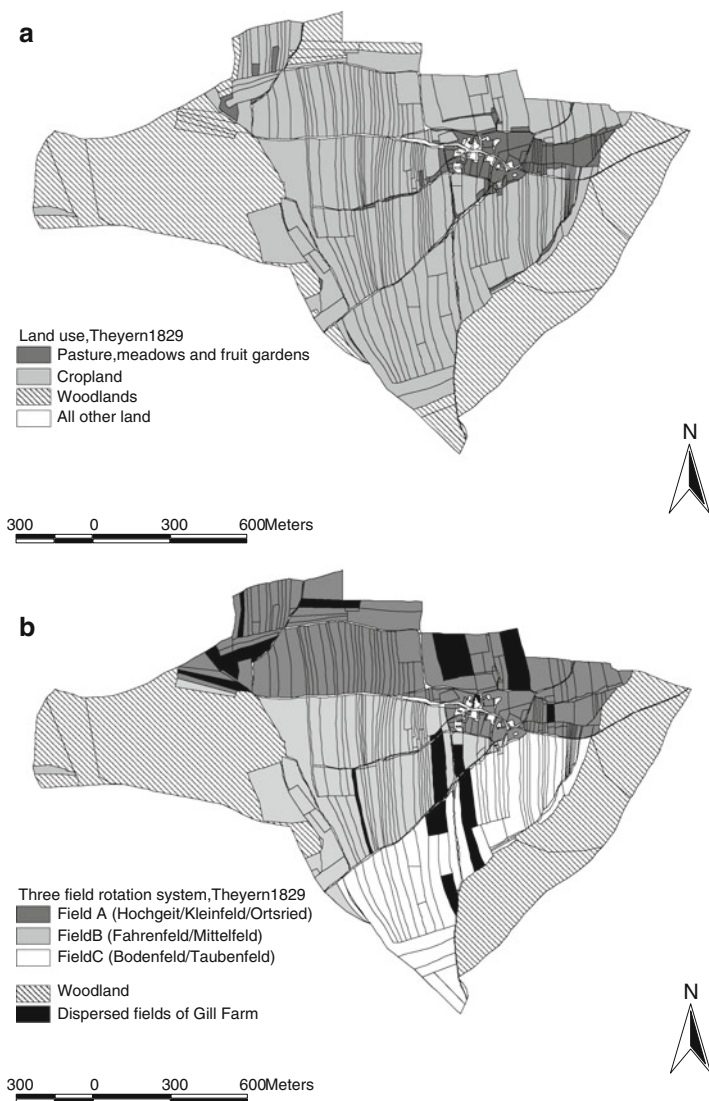 a
Land use,Theyern1829
Pasture,meadows and fruit gardens
Cropland
Woodlands
All other land
N
300 0 300 600Meters
b
Three field rotation system,Theyern1829
Field A (Hochgeit/Kleinfeld/Ortsried)
FieldB (Fahrenfeld/Mittelfeld)
FieldC (Bodenfeld/Taubenfeld)
Woodland
Dispersed fields of Gill Farm
N
300 0 300 600Meters